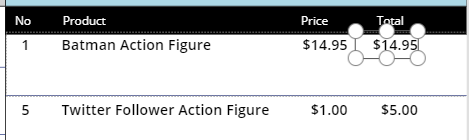 No Product Price Total
1 Batman Action Figure $14.95 $14.95
5 Twitter Follower Action Figure $1.00 $5.00